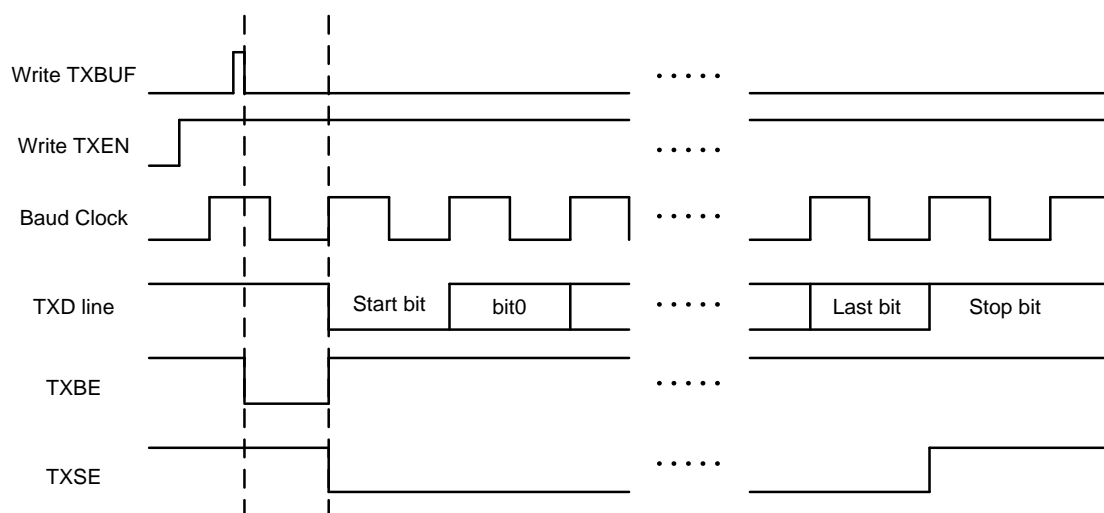 Write TXBUF
Write TXEN
Baud Clock
TXD line
Start bit
bit0
Last bit
Stop bit
TXBE
TXSE